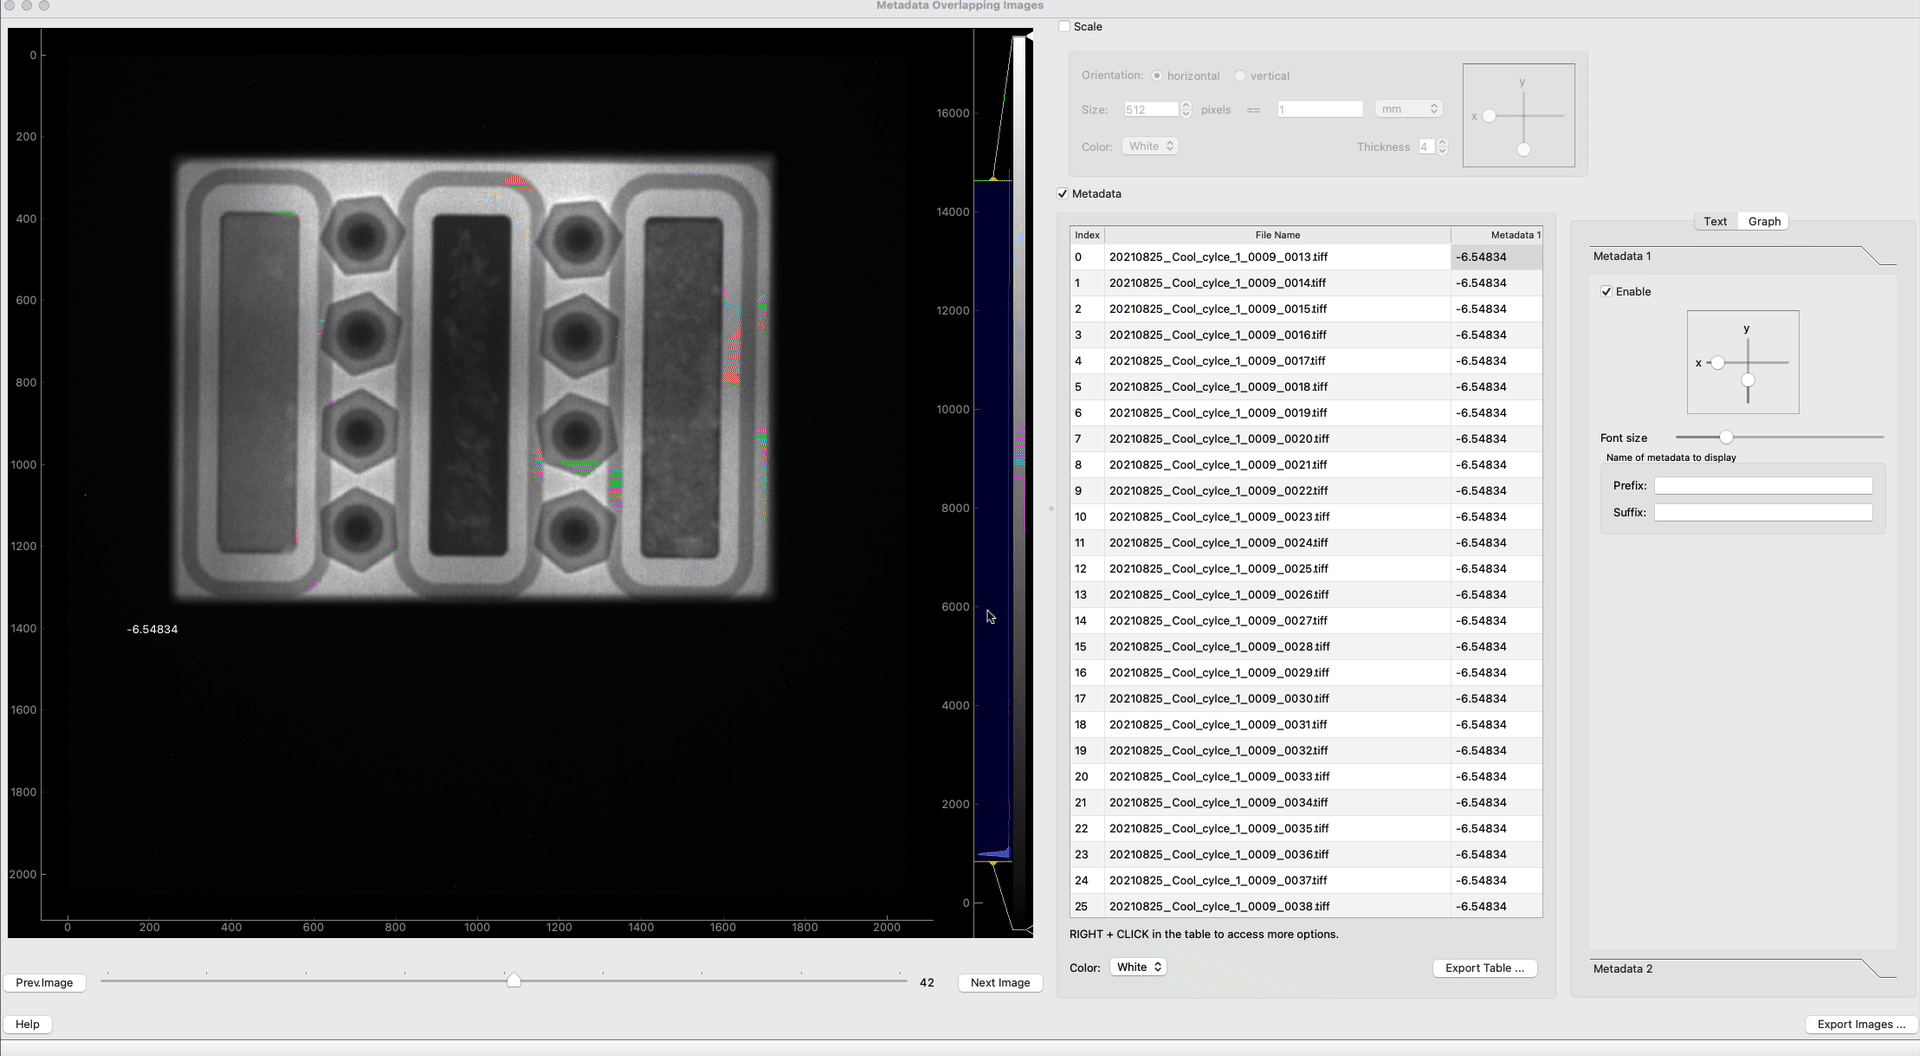 Metadata Overlapping Images
0
200
400
600
800
1000
1200
1400
1600
1800
2000
0
200
400
600
800
1000
1200
1400
1600
1800
2000
-6.54834
16000
14000
12000
10000
8000
6000
4000
2000
0
Prev.Image
42
Next Image
Help
Scale
Orientation: horizontal vertical
Size: 512 pixels == 1 mm
Color: White
Thickness 4
x
y
Metadata
Index File Name Metadata 1
0 20210825_Cool_cylce_1_0009_0013.tiff -6.54834
1 20210825_Cool_cylce_1_0009_0014.tiff -6.54834
2 20210825_Cool_cylce_1_0009_0015.tiff -6.54834
3 20210825_Cool_cylce_1_0009_0016.tiff -6.54834
4 20210825_Cool_cylce_1_0009_0017.tiff -6.54834
5 20210825_Cool_cylce_1_0009_0018.tiff -6.54834
6 20210825_Cool_cylce_1_0009_0019.tiff -6.54834
7 20210825_Cool_cylce_1_0009_0020.tiff -6.54834
8 20210825_Cool_cylce_1_0009_0021.tiff -6.54834
9 20210825_Cool_cylce_1_0009_0022.tiff -6.54834
10 20210825_Cool_cylce_1_0009_0023.tiff -6.54834
11 20210825_Cool_cylce_1_0009_0024.tiff -6.54834
12 20210825_Cool_cylce_1_0009_0025.tiff -6.54834
13 20210825_Cool_cylce_1_0009_0026.tiff -6.54834
14 20210825_Cool_cylce_1_0009_0027.tiff -6.54834
15 20210825_Cool_cylce_1_0009_0028.tiff -6.54834
16 20210825_Cool_cylce_1_0009_0029.tiff -6.54834
17 20210825_Cool_cylce_1_0009_0030.tiff -6.54834
18 20210825_Cool_cylce_1_0009_0031.tiff -6.54834
19 20210825_Cool_cylce_1_0009_0032.tiff -6.54834
20 20210825_Cool_cylce_1_0009_0033.tiff -6.54834
21 20210825_Cool_cylce_1_0009_0034.tiff -6.54834
22 20210825_Cool_cylce_1_0009_0035.tiff -6.54834
23 20210825_Cool_cylce_1_0009_0036.tiff -6.54834
24 20210825_Cool_cylce_1_0009_0037.tiff -6.54834
25 20210825_Cool_cylce_1_0009_0038.tiff -6.54834
RIGHT + CLICK in the table to access more options.
Color: White
Export Table ...
Text Graph
Metadata 1
Enable
y
x
Font size
Name of metadata to display
Prefix:
Suffix:
Metadata 2
Export Images ...